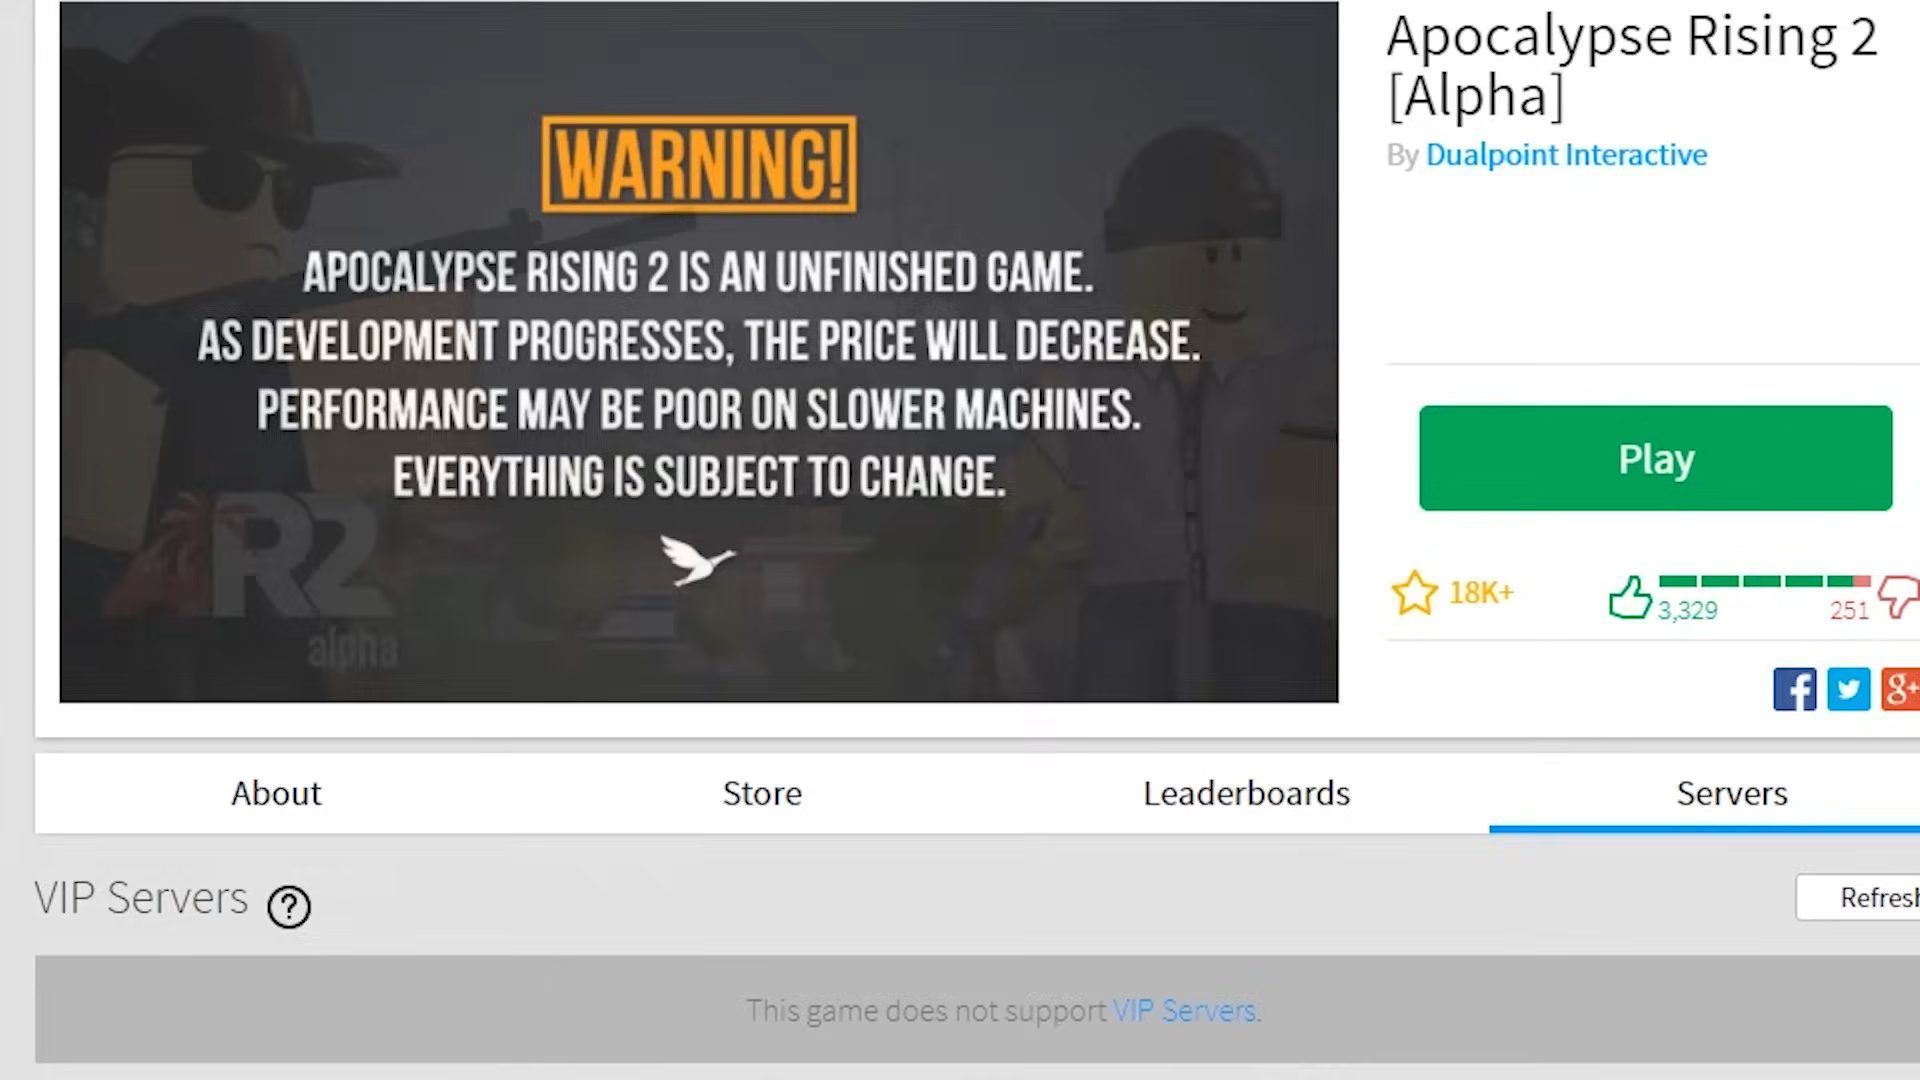 Apocalypse Rising 2
[Alpha]
By Dualpoint Interactive
WARNING!
APOCALYPSE RISING 2 IS AN UNFINISHED GAME.
AS DEVELOPMENT PROGRESSES, THE PRICE WILL DECREASE.
PERFORMANCE MAY BE POOR ON SLOWER MACHINES.
EVERYTHING IS SUBJECT TO CHANGE.
R2
alpha
Play
18K+
3,329
251
f
g+
About
Store
Leaderboards
Servers
VIP Servers ?
Refresh
This game does not support VIP Servers.